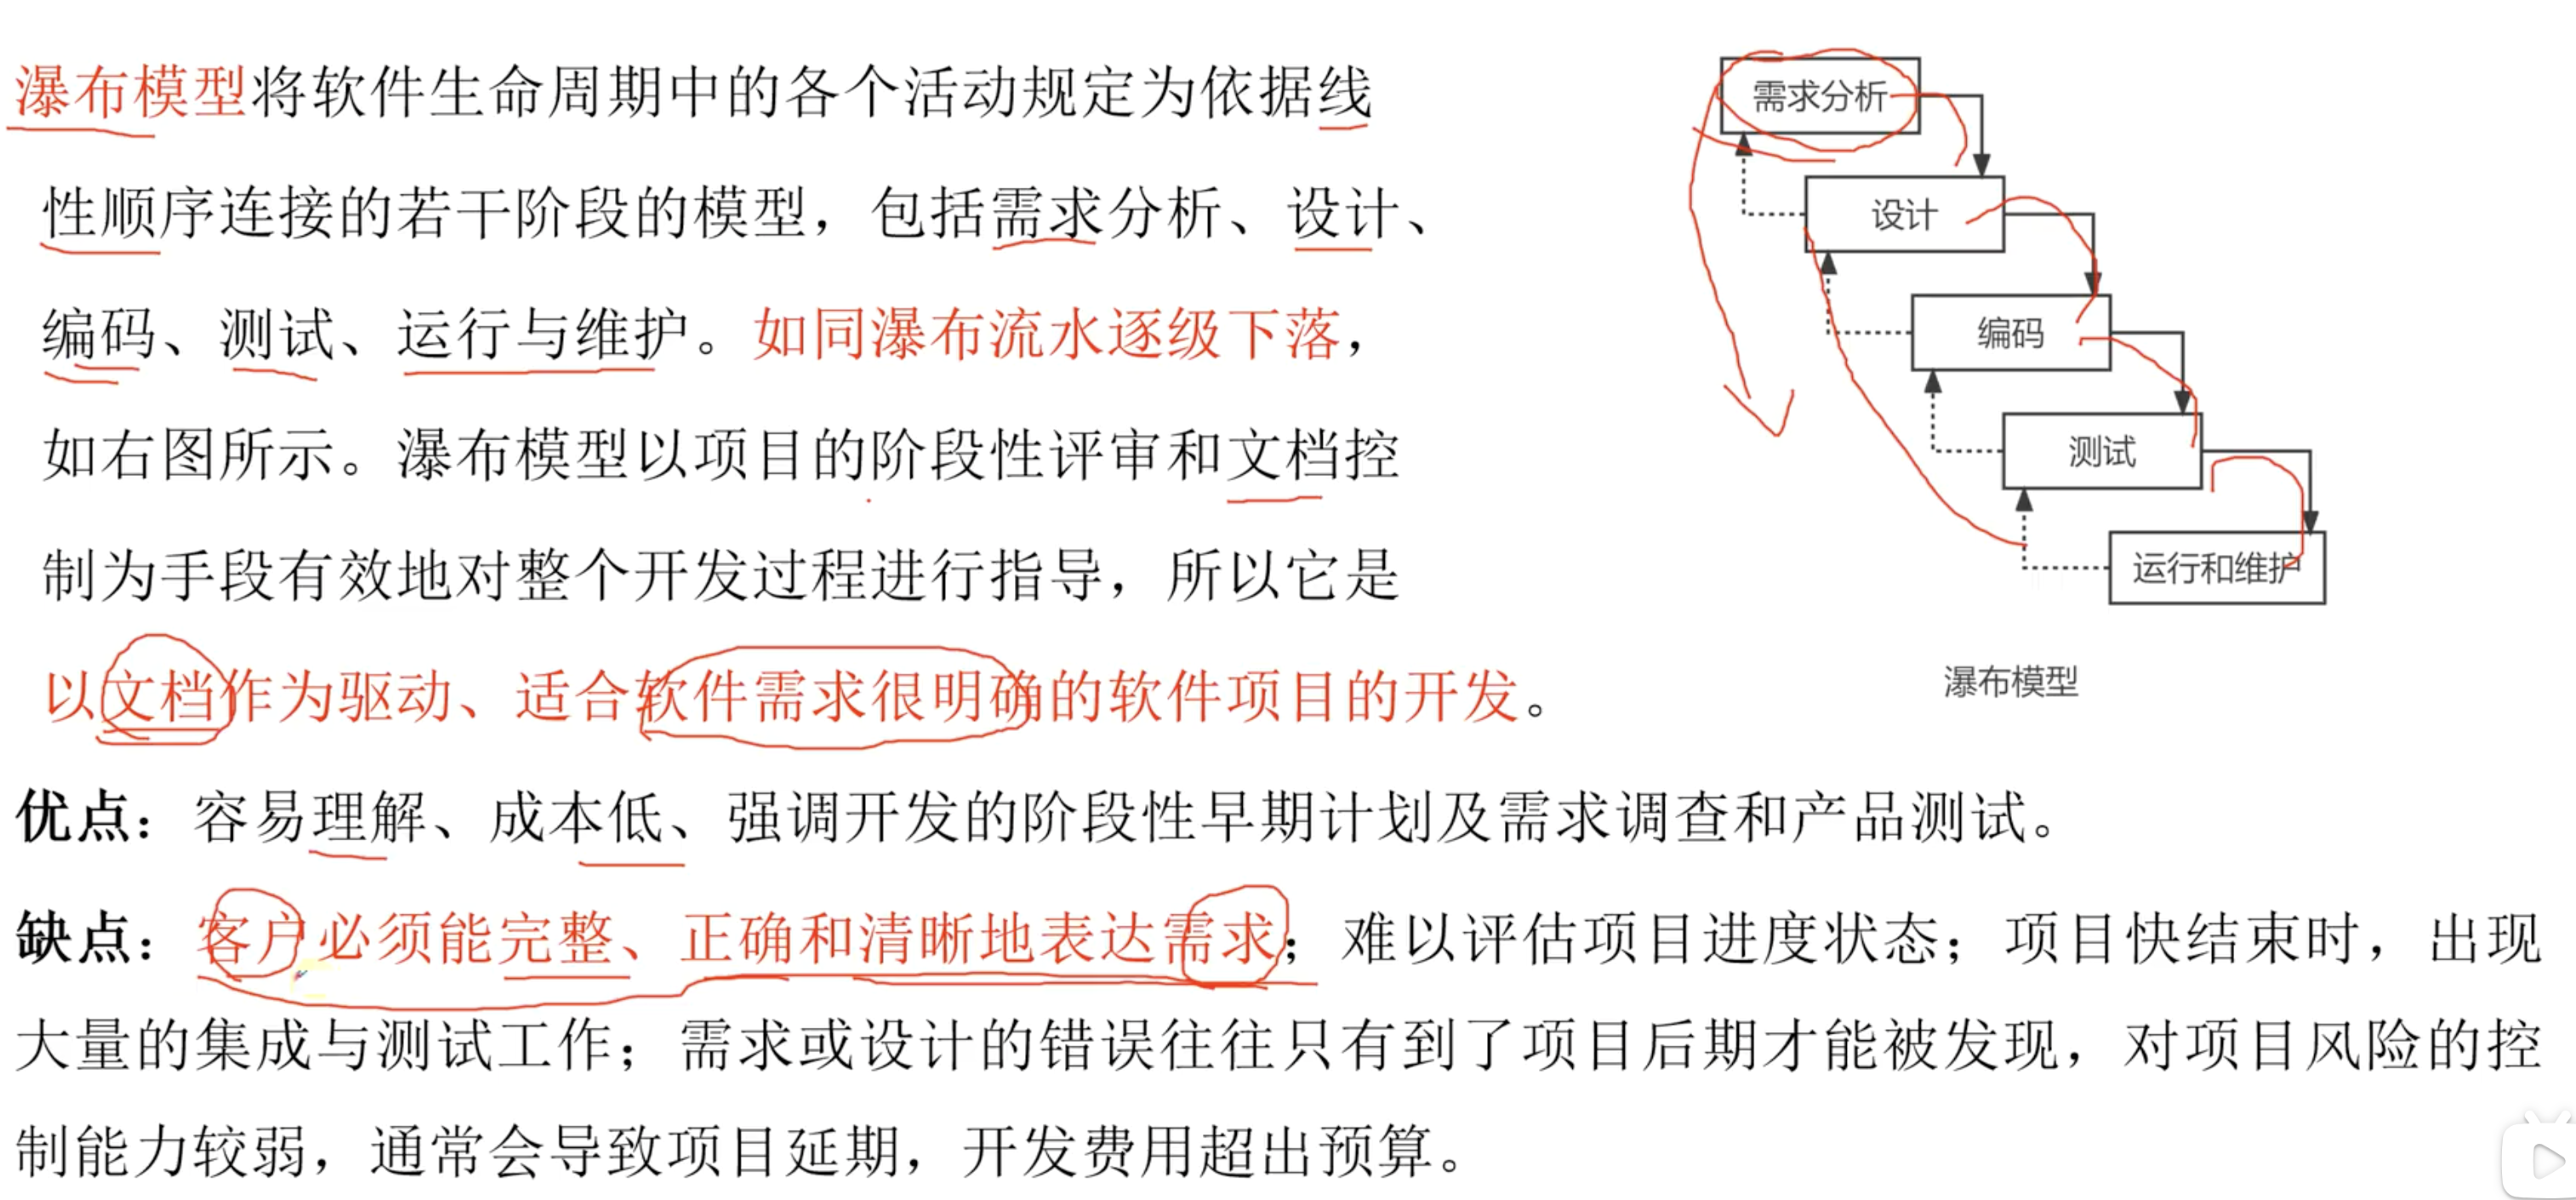 瀑布模型将软件生命周期中的各个活动规定为依据线
性顺序连接的若干阶段的模型，包括需求分析、设计、
编码、测试、运行与维护。如同瀑布流水逐级下落，
如右图所示。瀑布模型以项目的阶段性评审和文档控
制为手段有效地对整个开发过程进行指导，所以它是
以文档作为驱动、适合软件需求很明确的软件项目的开发。
优点：容易理解、成本低、强调开发的阶段性早期计划及需求调查和产品测试。
缺点：客户必须能完整、正确和清晰地表达需求；难以评估项目进度状态；项目快结束时，出现
大量的集成与测试工作；需求或设计的错误往往只有到了项目后期才能被发现，对项目风险的控
制能力较弱，通常会导致项目延期，开发费用超出预算。
需求分析
设计
编码
测试
运行和维护
瀑布模型